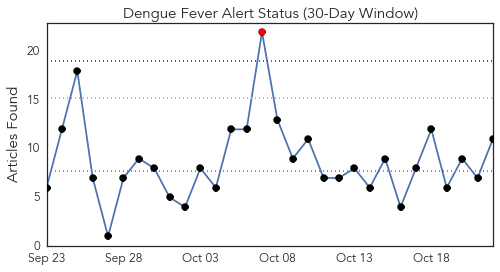 Dengue Fever Alert Status (30-Day Window)
Articles Found
20
15
10
5
0
Sep 23 Sep 28 Oct 03 Oct 08 Oct 13 Oct 18